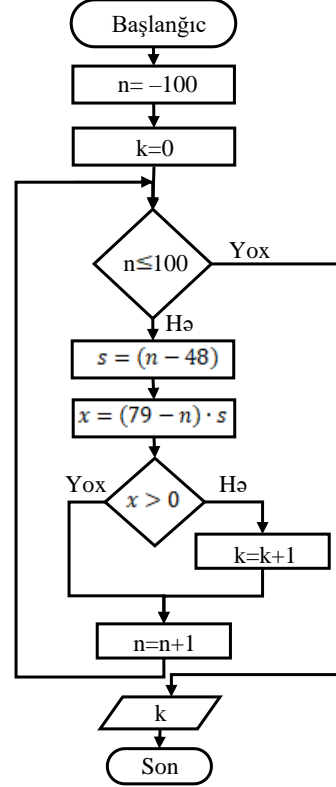 Başlanğıc
n= –100
k=0
n≤100
Yox
Hə
s = (n − 48)
x = (79 − n) · s
Yox
x > 0
Hə
k=k+1
n=n+1
k
Son